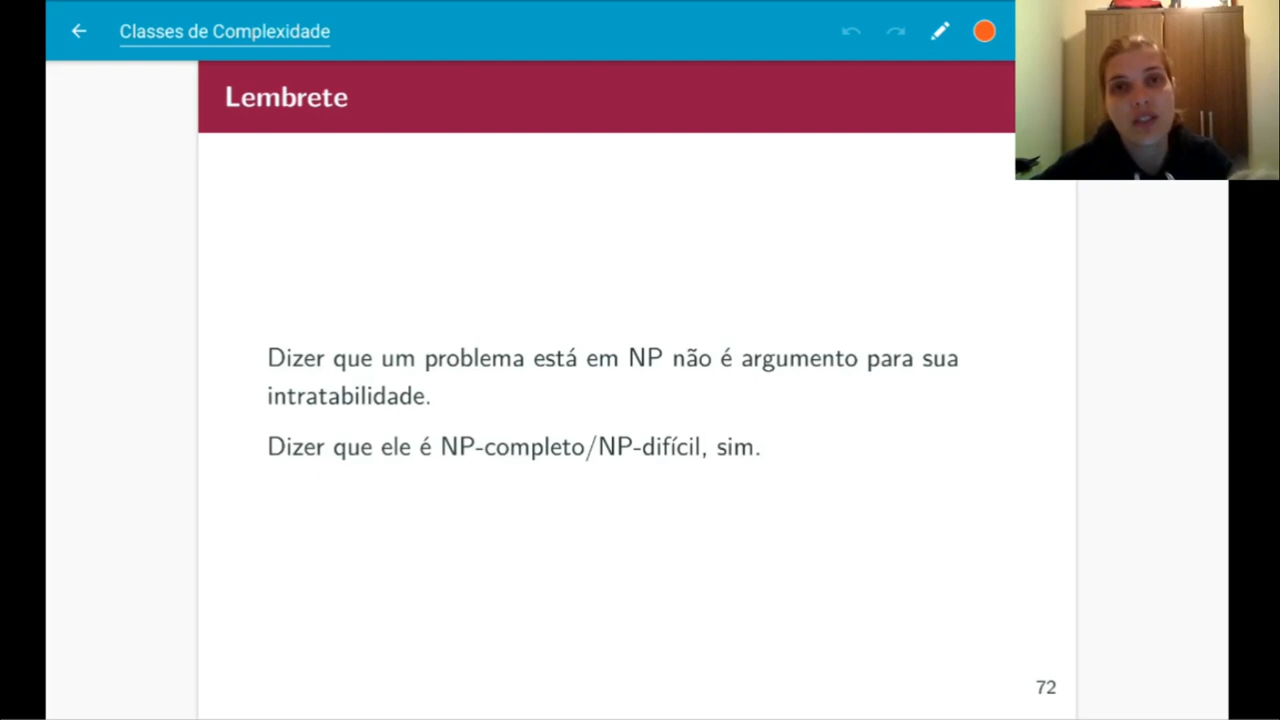 Classes de Complexidade
Lembrete
Dizer que um problema está em NP não é argumento para sua
intratabilidade.
Dizer que ele é NP-completo/NP-difícil, sim.
72